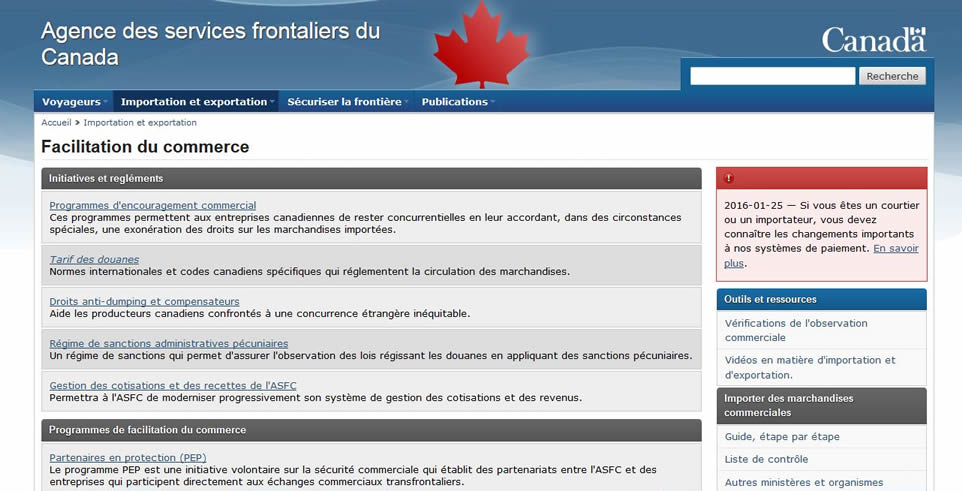 Agence des services frontaliers du
Canada
Canada
Recherche
Voyageurs
Importation et exportation
Sécuriser la frontière
Publications
Accueil » Importation et exportation
Facilitation du commerce
Initiatives et regléments
Programmes d'encouragement commercial
Ces programmes permettent aux entreprises canadiennes de rester concurrentielles en leur accordant, dans des circonstances
spéciales, une exonération des droits sur les marchandises importées.
Tarif des douanes
Normes internationales et codes canadiens spécifiques qui réglementent la circulation des marchandises.
Droits anti-dumping et compensateurs
Aide les producteurs canadiens confrontés à une concurrence étrangère inéquitable.
Régime de sanctions administratives pécuniaires
Un régime de sanctions qui permet d'assurer l'observation des lois régissant les douanes en appliquant des sanctions pécuniaires.
Gestion des cotisations et des recettes de l'ASFC
Permettra à l'ASFC de moderniser progressivement son système de gestion des cotisations et des revenus.
Programmes de facilitation du commerce
Partenaires en protection (PEP)
Le programme PEP est une initiative volontaire sur la sécurité commerciale qui établit des partenariats entre l'ASFC et des
entreprises qui participent directement aux échanges commerciaux transfrontaliers.
!
2016-01-25 — Si vous êtes un courtier
ou un importateur, vous devez
connaître les changements importants
à nos systèmes de paiement. En savoir
plus.
Outils et ressources
Vérifications de l'observation
commerciale
Vidéos en matière d'importation et
d'exportation.
Importer des marchandises
commerciales
Guide, étape par étape
Liste de contrôle
Autres ministères et organismes